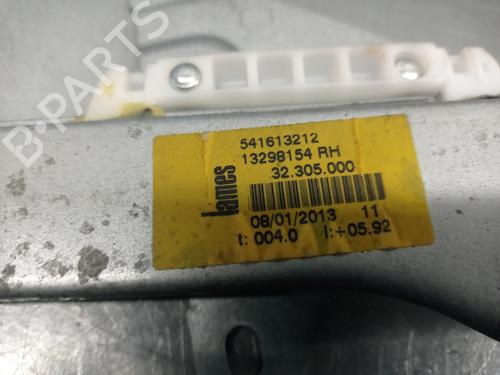 B-PARTS
541613212
13298154 RH
32.305.000
lames
08/01/2013 11
t: 004.0 l:+05.92